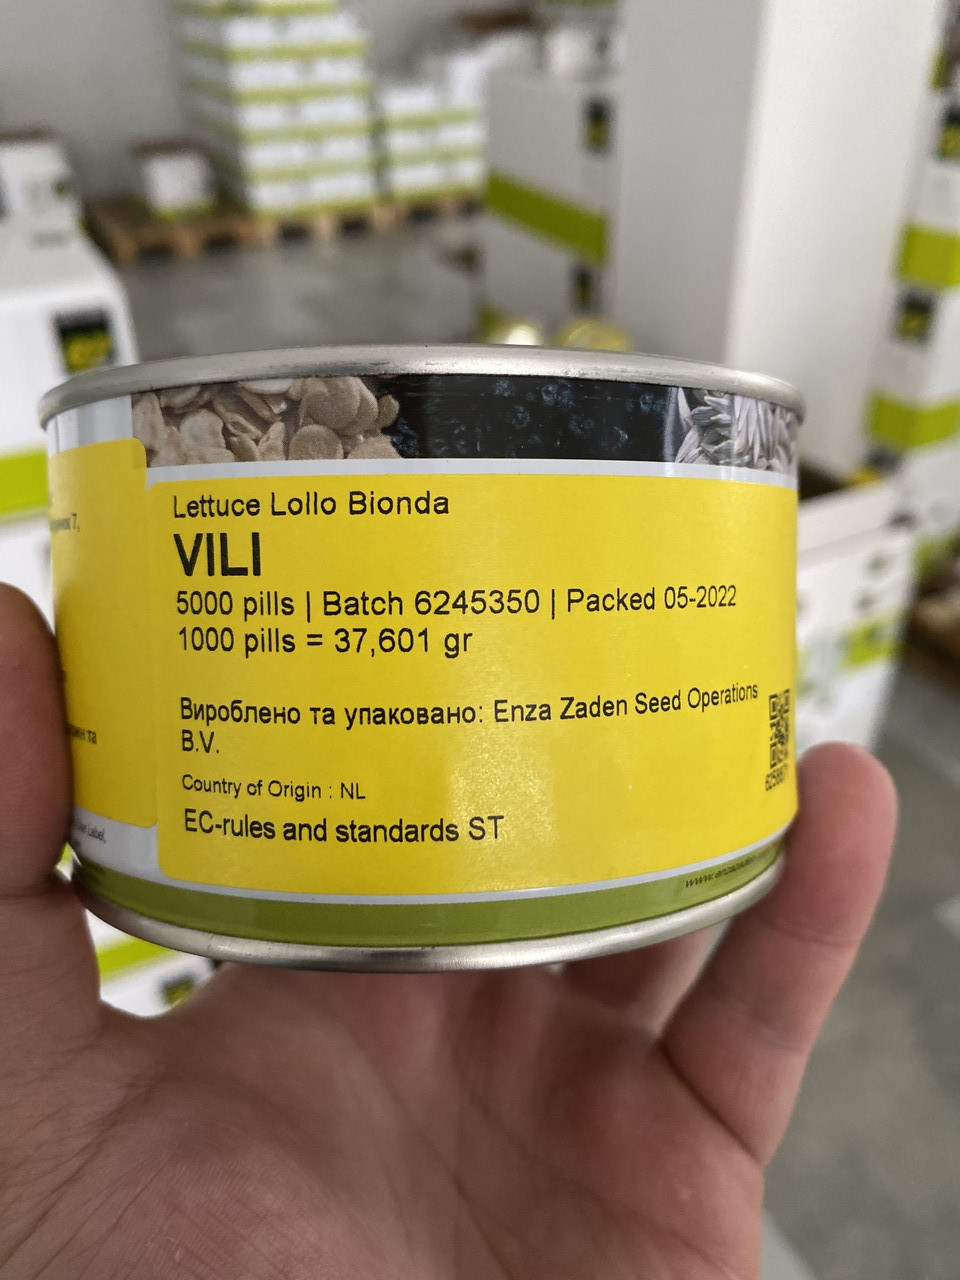 Lettuce Lollo Bionda
VILI
5000 pills | Batch 6245350 | Packed 05-2022
1000 pills = 37,601 gr
Вироблено та упаковано: Enza Zaden Seed Operations
B.V.
Country of Origin : NL
EC-rules and standards ST